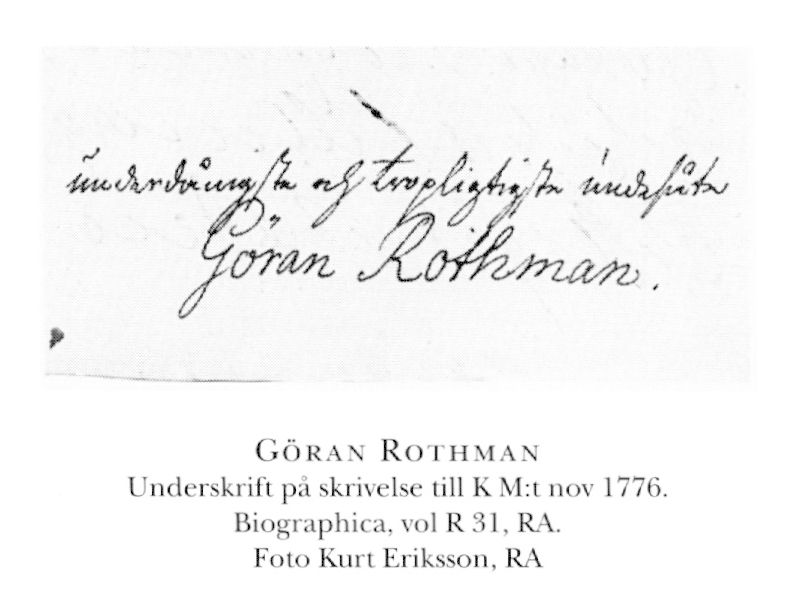 underdånigste och tropligtigste undersåte
Göran Rothman.
GÖRAN ROTHMAN
Underskrift på skrivelse till K M:t nov 1776.
Biographica, vol R 31, RA.
Foto Kurt Eriksson, RA